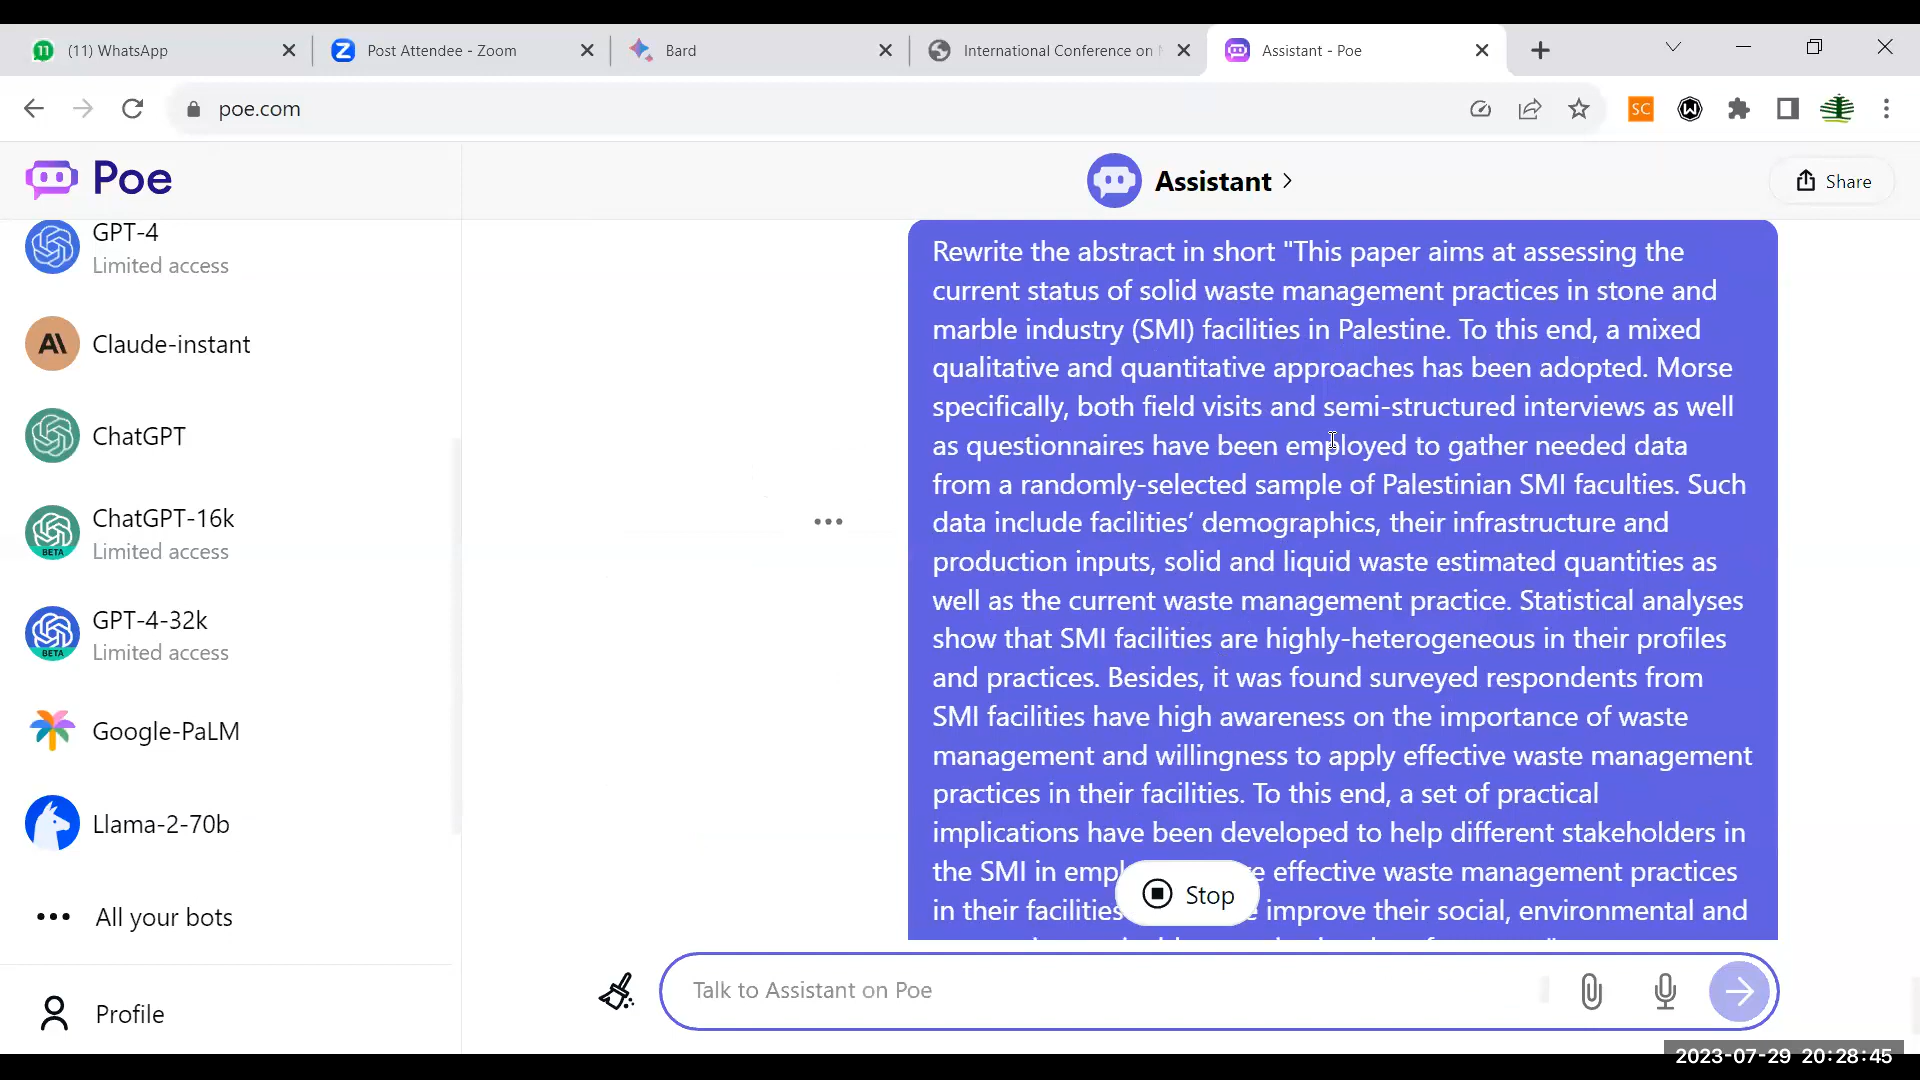 (11) WhatsApp
Post Attendee - Zoom
Bard
International Conference on
Assistant - Poe
poe.com
SC
Poe
Assistant
Share
GPT-4
Limited access
Claude-instant
ChatGPT
ChatGPT-16k
Limited access
BETA
GPT-4-32k
Limited access
BETA
Google-PaLM
Llama-2-70b
All your bots
Profile
Rewrite the abstract in short "This paper aims at assessing the
current status of solid waste management practices in stone and
marble industry (SMI) facilities in Palestine. To this end, a mixed
qualitative and quantitative approaches has been adopted. Morse
specifically, both field visits and semi-structured interviews as well
as questionnaires have been employed to gather needed data
from a randomly-selected sample of Palestinian SMI faculties. Such
data include facilities’ demographics, their infrastructure and
production inputs, solid and liquid waste estimated quantities as
well as the current waste management practice. Statistical analyses
show that SMI facilities are highly-heterogeneous in their profiles
and practices. Besides, it was found surveyed respondents from
SMI facilities have high awareness on the importance of waste
management and willingness to apply effective waste management
practices in their facilities. To this end, a set of practical
implications have been developed to help different stakeholders in
the SMI in effective waste management practices
in their facilities improve their social, environmental and
Stop
Talk to Assistant on Poe
2023-07-29 20:28:45